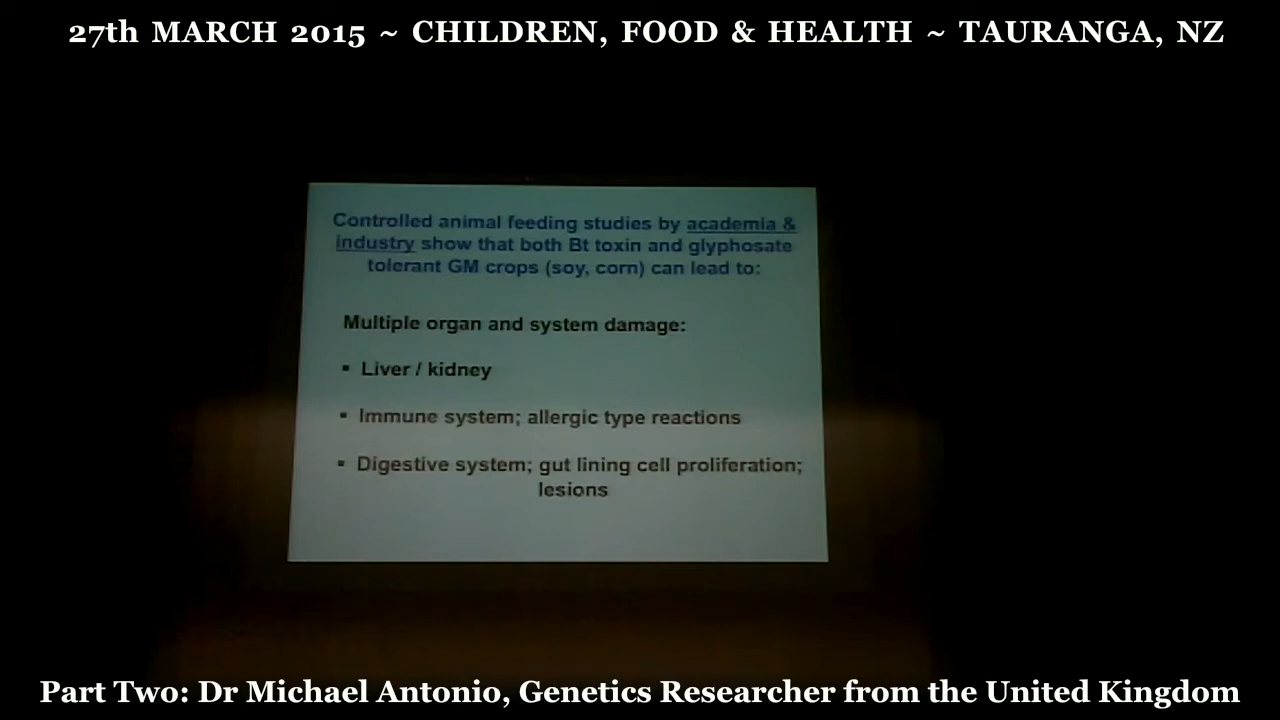 27th MARCH 2015 ~ CHILDREN, FOOD & HEALTH ~ TAURANGA, NZ
Controlled animal feeding studies by academia &
industry show that both Bt toxin and glyphosate
tolerant GM crops (soy, corn) can lead to:
Multiple organ and system damage:
▪ Liver / kidney
▪ Immune system; allergic type reactions
▪ Digestive system; gut lining cell proliferation;
lesions
Part Two: Dr Michael Antonio, Genetics Researcher from the United Kingdom